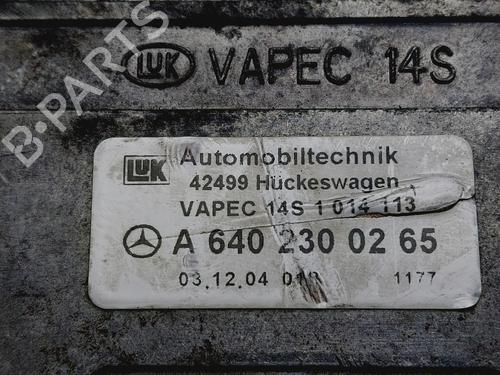 LUK VAPEC 14S
B-PARTS
LUK Automobiltechnik
42499 Hückeswagen
VAPEC 14S 1 014 113
A 640 230 02 65
03.12.04 1177